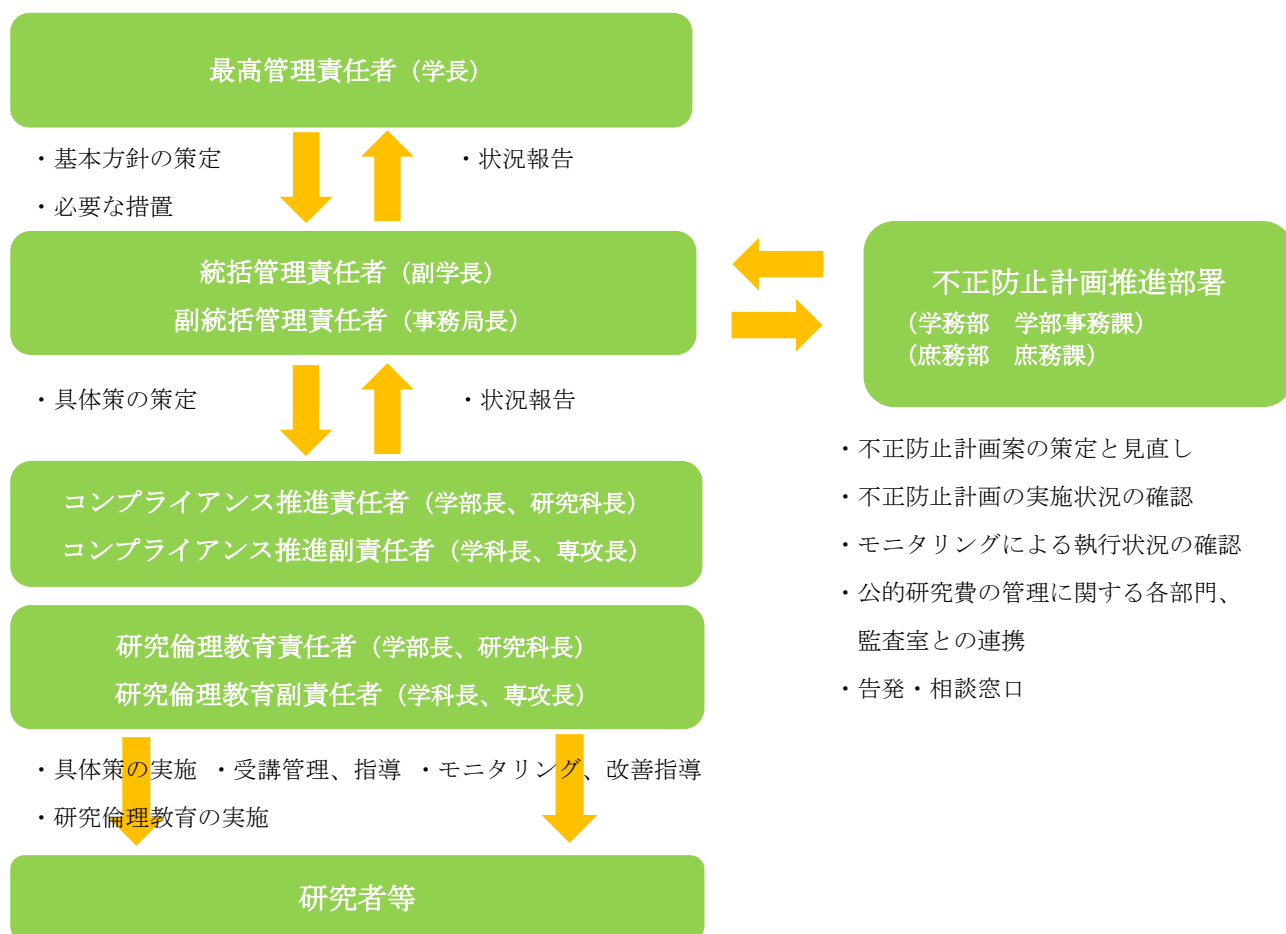 最高管理責任者（学長）
・基本方針の策定
・状況報告
・必要な措置
統括管理責任者（副学長）
副統括管理責任者（事務局長）
不正防止計画推進部署
（学務部　学部事務課）
（庶務部　庶務課）
・具体策の策定
・状況報告
コンプライアンス推進責任者（学部長、研究科長）
コンプライアンス推進副責任者（学科長、専攻長）
・不正防止計画案の策定と見直し
・不正防止計画の実施状況の確認
・モニタリングによる執行状況の確認
・公的研究費の管理に関する各部門、
監査室との連携
・告発・相談窓口
研究倫理教育責任者（学部長、研究科長）
研究倫理教育副責任者（学科長、専攻長）
・具体策の実施 ・受講管理、指導 ・モニタリング、改善指導
・研究倫理教育の実施
研究者等